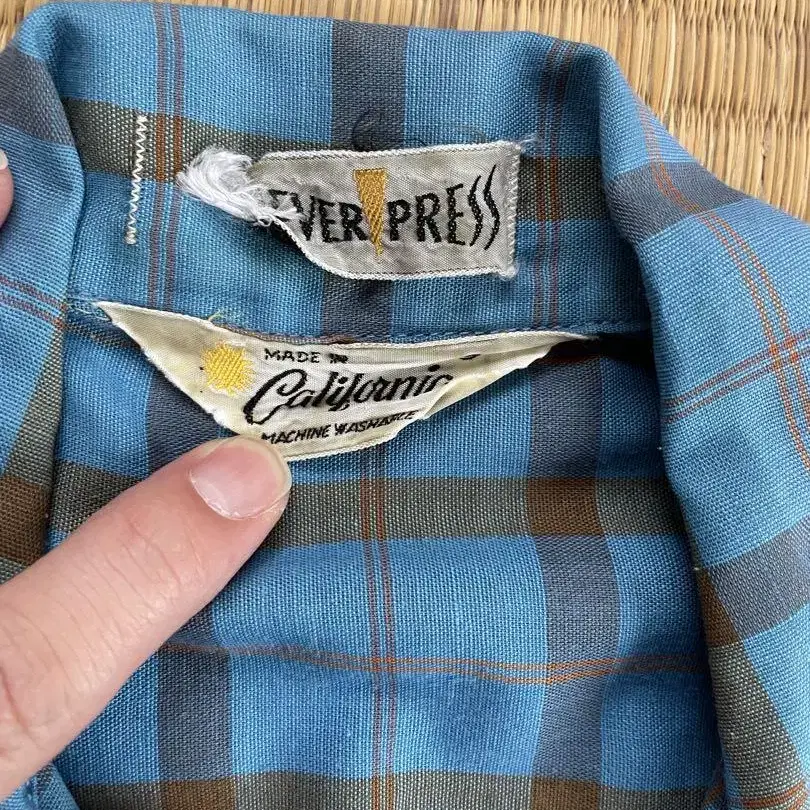 EVER PRESS
MADE IN
California
MACHINE WASHABLE